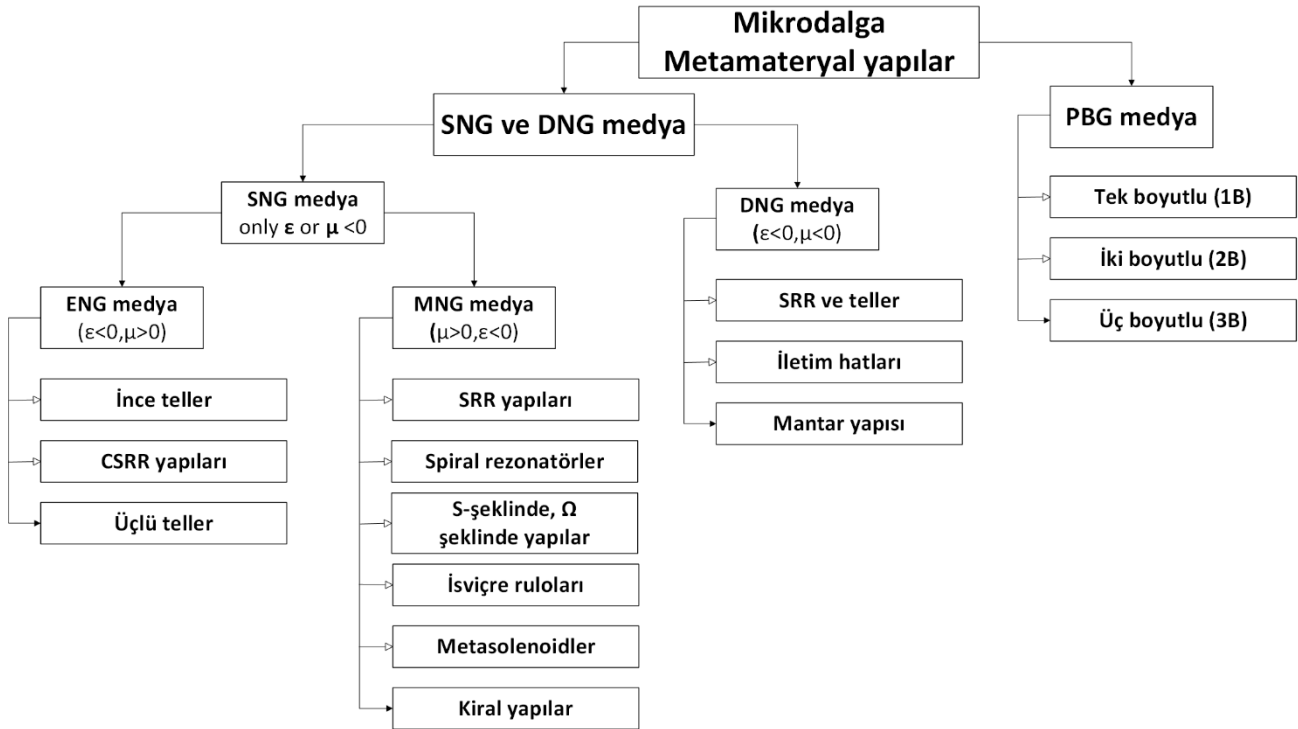 Mikrodalga
Metamateryal yapılar
SNG ve DNG medya
PBG medya
SNG medya
only ε or μ <0
DNG medya
(ε<0,μ<0)
Tek boyutlu (1B)
İki boyutlu (2B)
Üç boyutlu (3B)
ENG medya
(ε<0,μ>0)
MNG medya
(μ>0,ε<0)
SRR ve teller
İletim hatları
Mantar yapısı
İnce teller
CSRR yapıları
Üçlü teller
SRR yapıları
Spiral rezonatörler
S-şeklinde, Ω
şeklinde yapılar
İsviçre ruloları
Metasolenoidler
Kiral yapılar